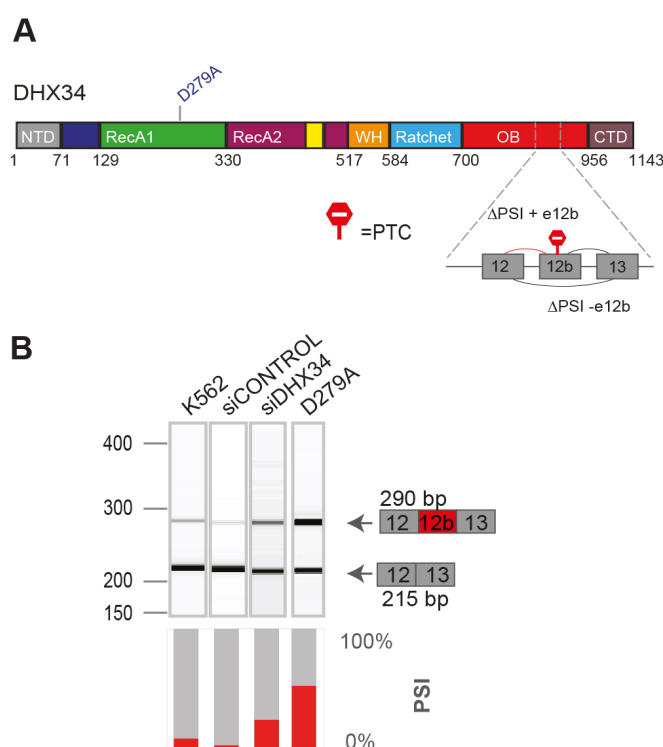 A
D279A
DHX34
NTD RecA1 RecA2 WH Ratchet OB CTD
1 71 129 330 517 584 700 956 1143
ΔPSI + e12b
=PTC
12 12b 13
ΔPSI -e12b
B
K562 siCONTROL siDHX34 D279A
400
300
200
150
290 bp
12 12b 13
12 13
215 bp
100%
PSI
0%